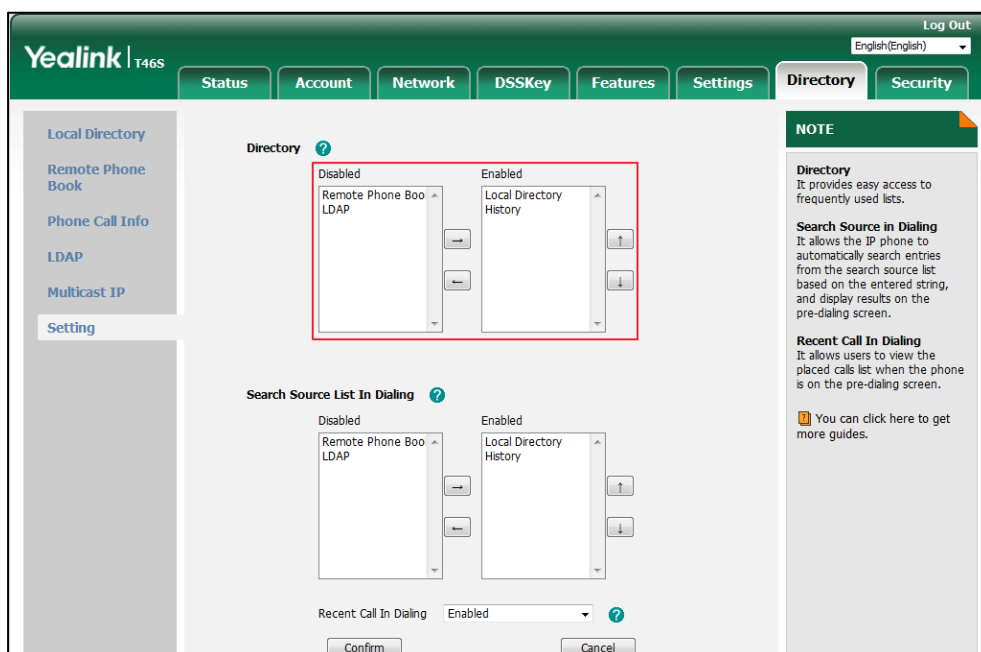 Log Out
English(English)
Yealink | T46S
Status Account Network DSSKey Features Settings Directory Security
Local Directory
Remote Phone
Book
Phone Call Info
LDAP
Multicast IP
Setting
Directory ?
Disabled Enabled
Remote Phone Boo
LDAP
Local Directory
History
→
←
↑
↓
Search Source List In Dialing ?
Disabled Enabled
Remote Phone Boo
LDAP
Local Directory
History
→
←
↑
↓
Recent Call In Dialing Enabled ?
Confirm Cancel
NOTE
Directory
It provides easy access to
frequently used lists.
Search Source in Dialing
It allows the IP phone to
automatically search entries
from the search source list
based on the entered string,
and display results on the
pre-dialing screen.
Recent Call In Dialing
It allows users to view the
placed calls list when the phone
is on the pre-dialing screen.
? You can click here to get
more guides.